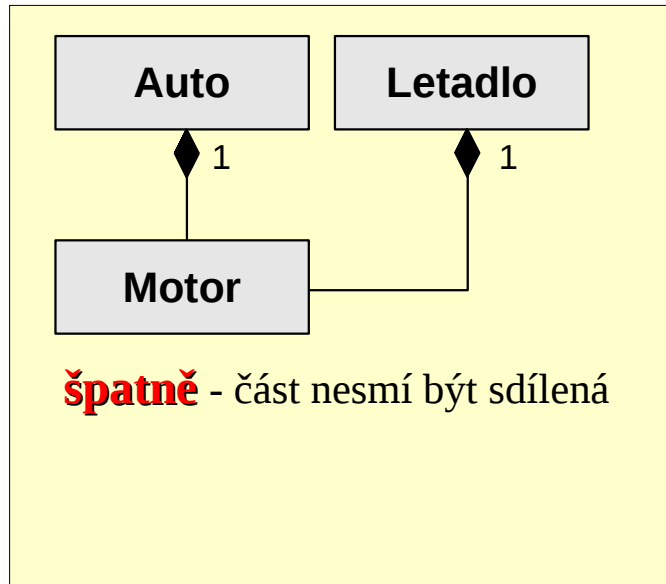 Auto
Letadlo
1
1
Motor
špatně - část nesmí být sdílená